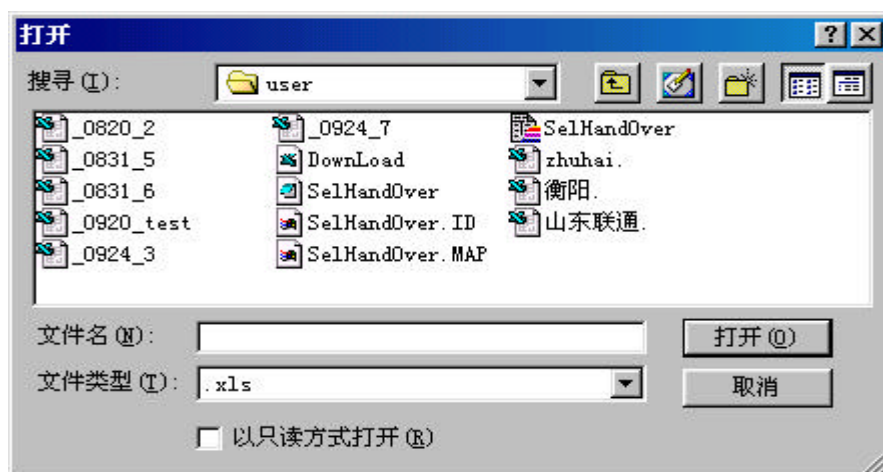 打开
搜寻(I): user
_0820_2 _0924_7 SelHandOver
_0831_5 DownLoad zhuhai.
_0831_6 SelHandOver 衡阳.
_0920_test SelHandOver.ID 山东联通.
_0924_3 SelHandOver.MAP
文件名(N): 打开(O)
文件类型(T): .xls 取消
以只读方式打开(R)